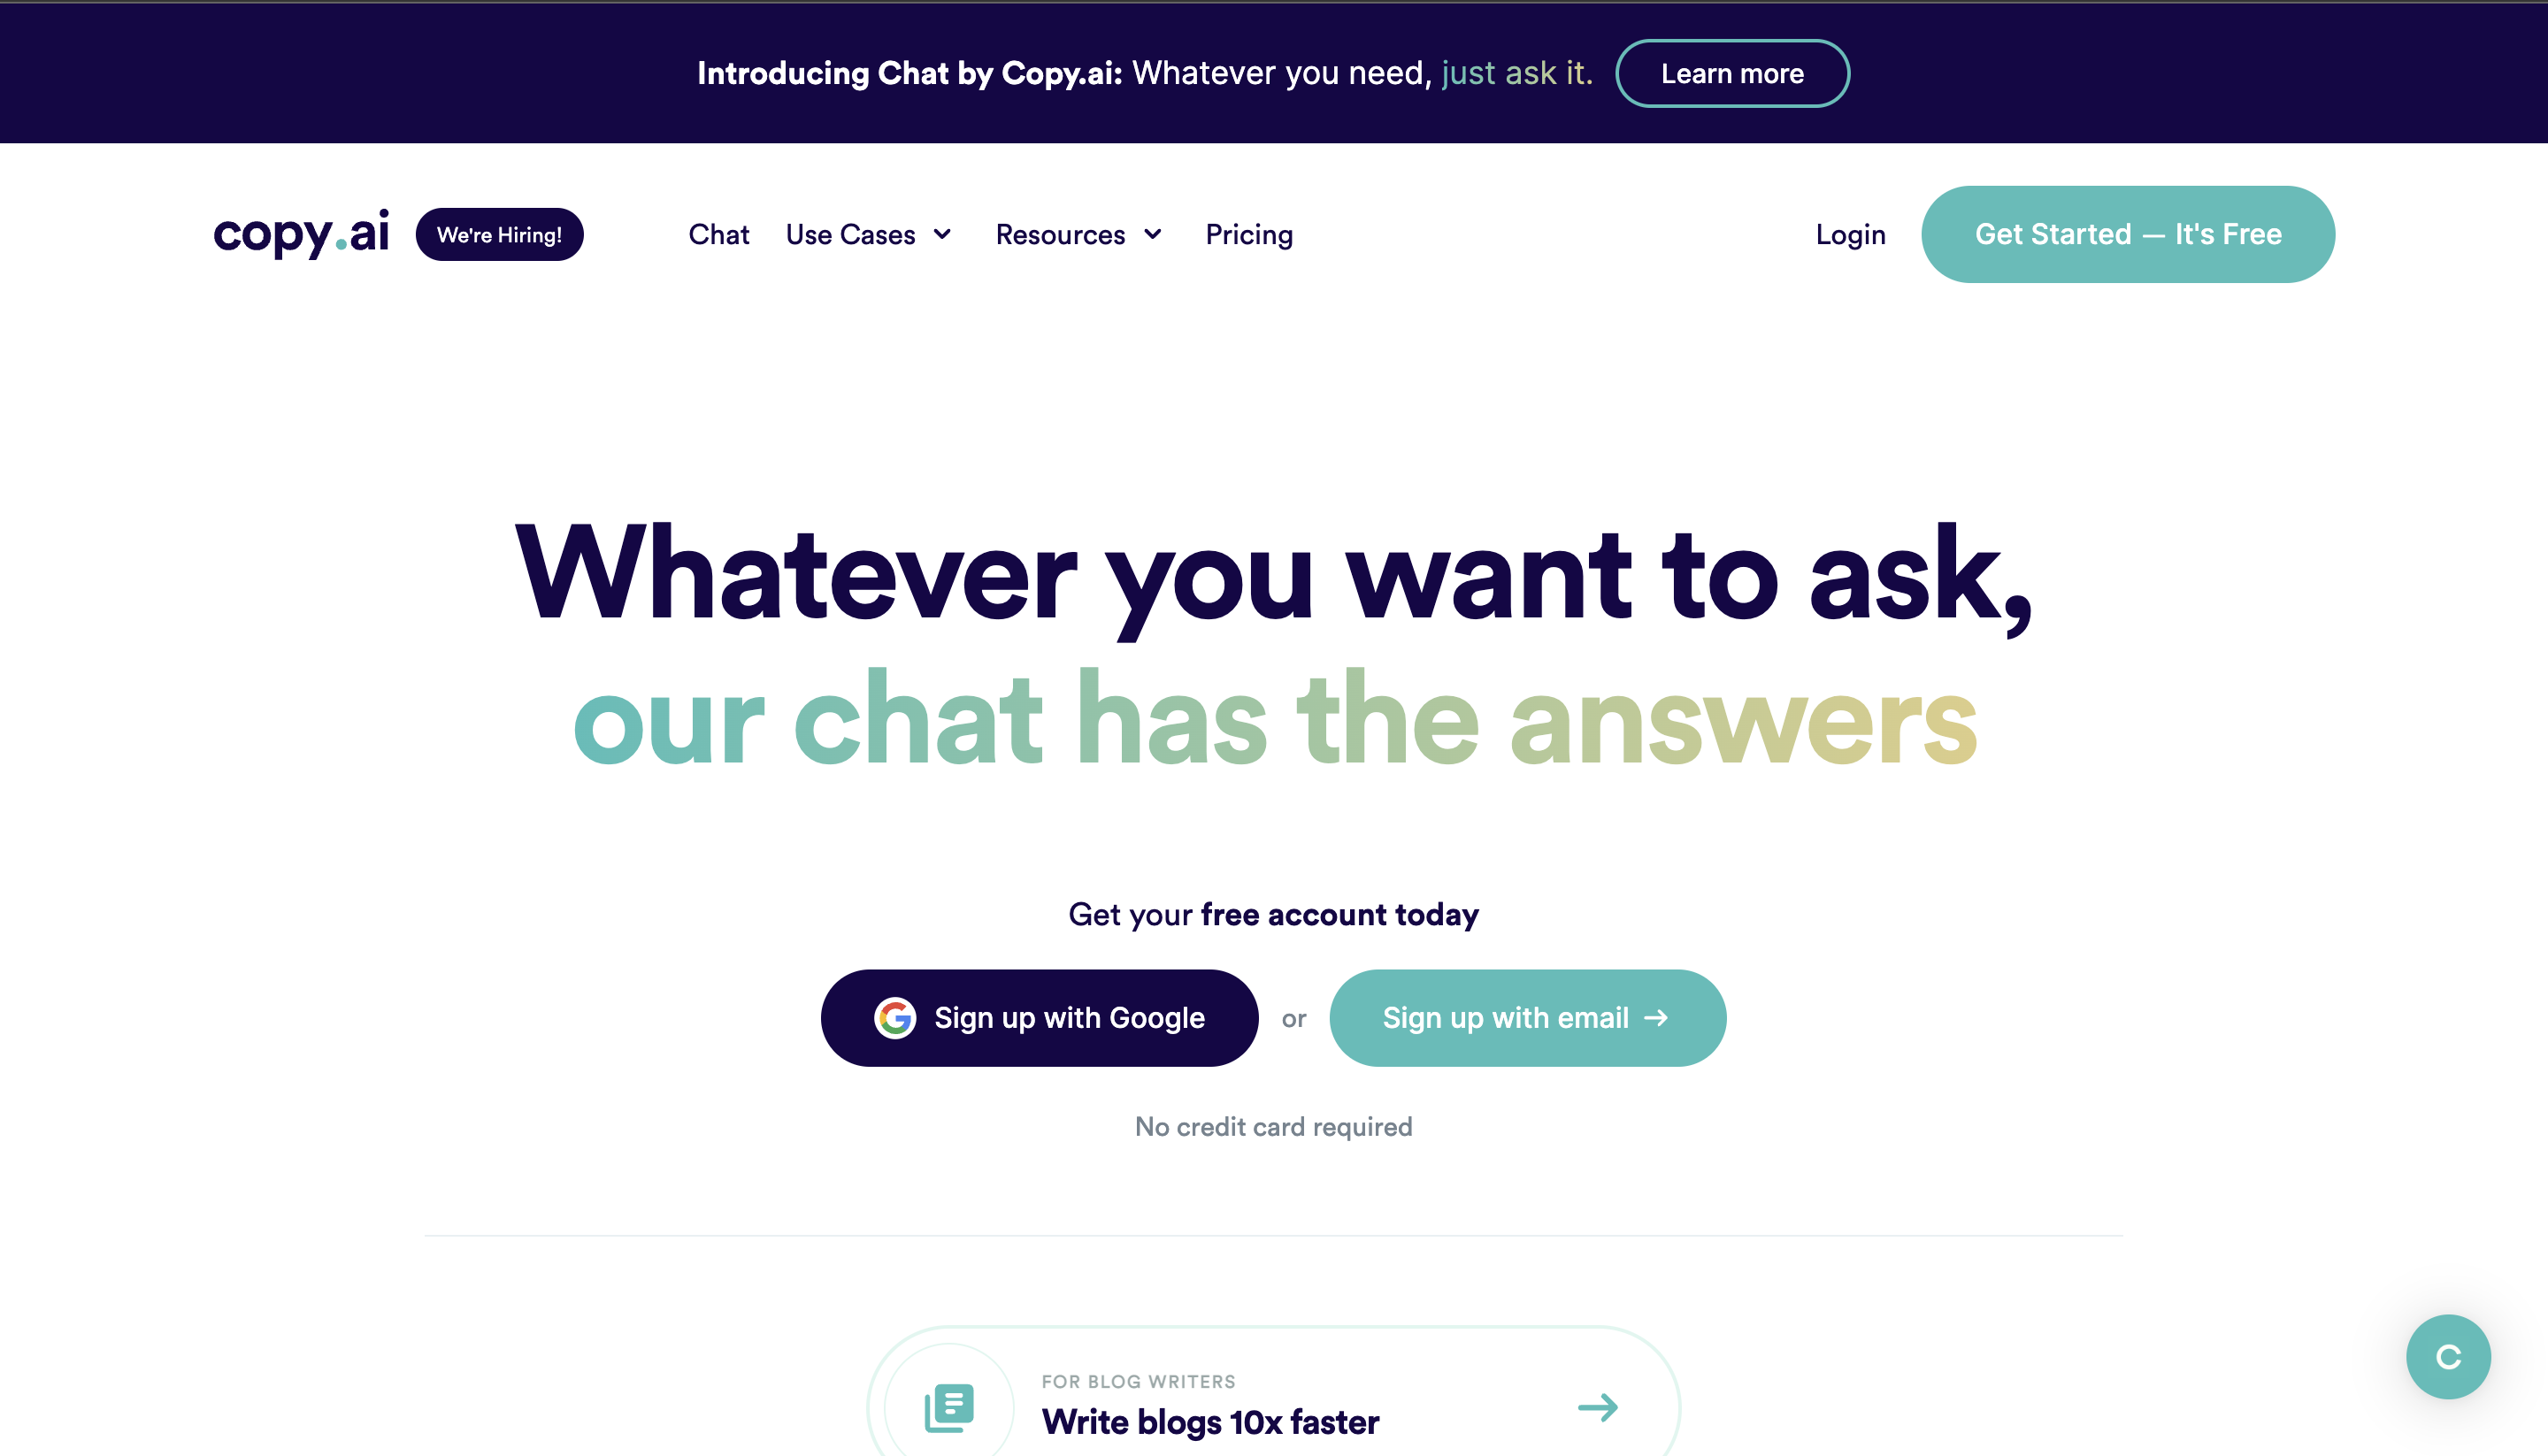 Introducing Chat by Copy.ai: Whatever you need, just ask it. Learn more
copy.ai We're Hiring! Chat Use Cases Resources Pricing Login Get Started — It's Free
Whatever you want to ask,
our chat has the answers
Get your free account today
Sign up with Google or Sign up with email →
No credit card required
FOR BLOG WRITERS
Write blogs 10x faster
C